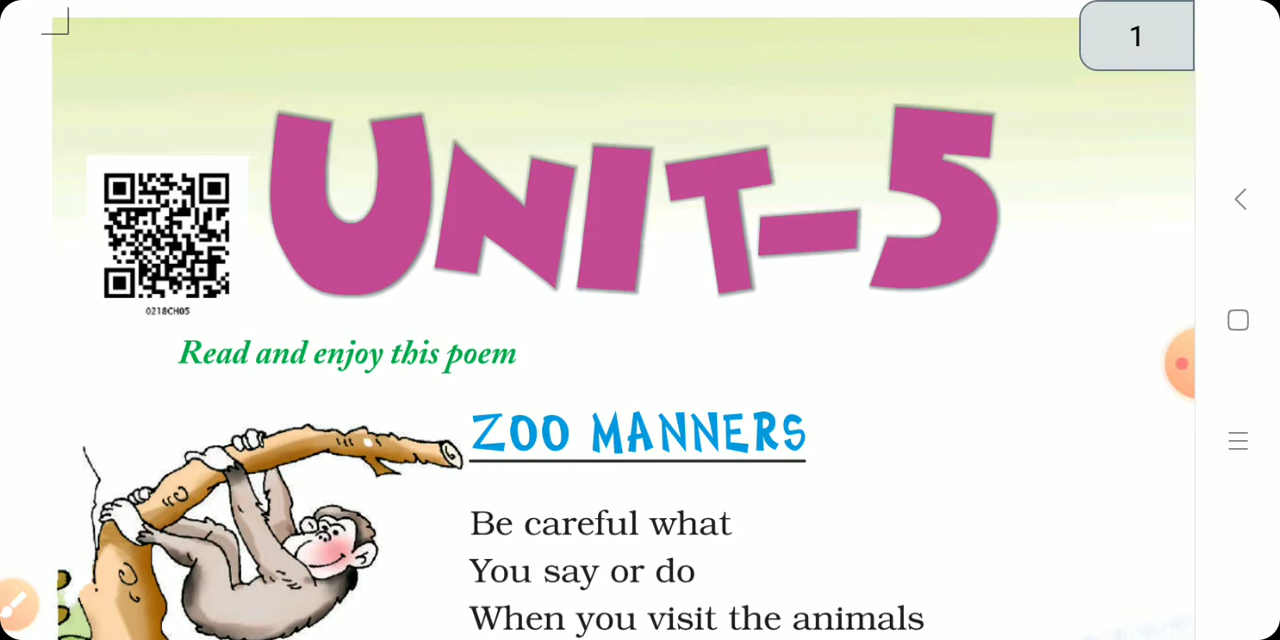 1
UNIT-5
0218CH05
Read and enjoy this poem
ZOO MANNERS
Be careful what
You say or do
When you visit the animals